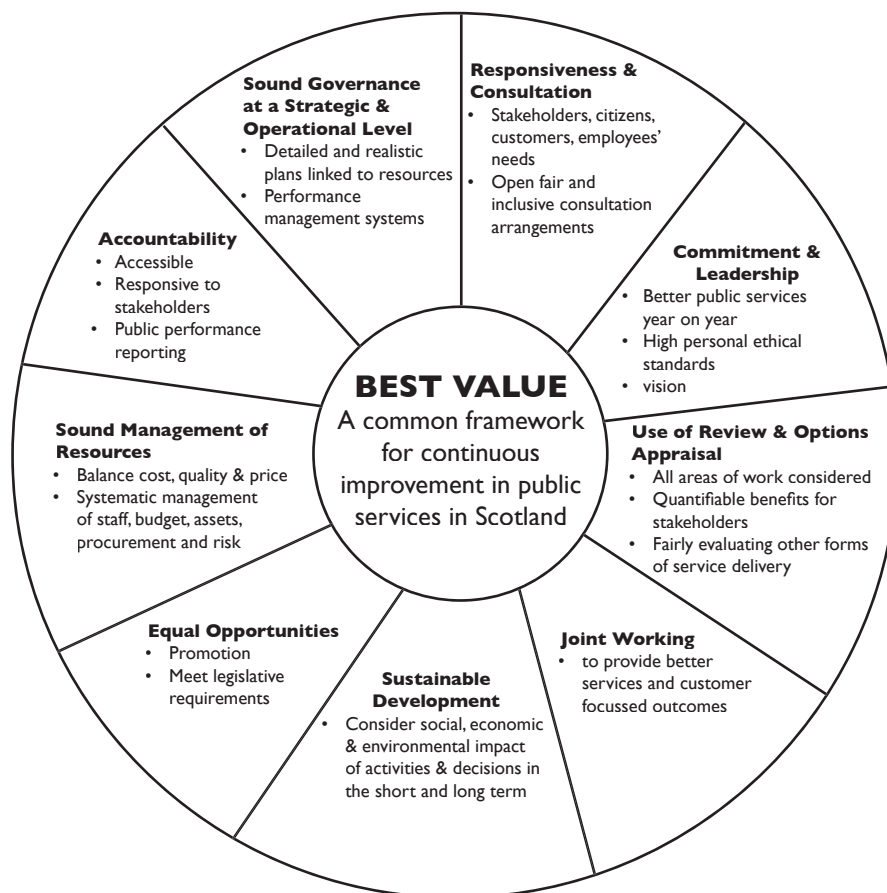 BEST VALUE
A common framework
for continuous
improvement in public
services in Scotland
Responsiveness &
Consultation
• Stakeholders, citizens,
customers, employees’
needs
• Open fair and
inclusive consultation
arrangements
Commitment &
Leadership
• Better public services
year on year
• High personal ethical
standards
• vision
Use of Review & Options
Appraisal
• All areas of work considered
• Quantifiable benefits for
stakeholders
• Fairly evaluating other forms
of service delivery
Joint Working
• to provide better
services and customer
focussed outcomes
Sustainable
Development
• Consider social, economic
& environmental impact
of activities & decisions in
the short and long term
Equal Opportunities
• Promotion
• Meet legislative
requirements
Sound Management of
Resources
• Balance cost, quality & price
• Systematic management
of staff, budget, assets,
procurement and risk
Accountability
• Accessible
• Responsive to
stakeholders
• Public performance
reporting
Sound Governance
at a Strategic &
Operational Level
• Detailed and realistic
plans linked to resources
• Performance
management systems